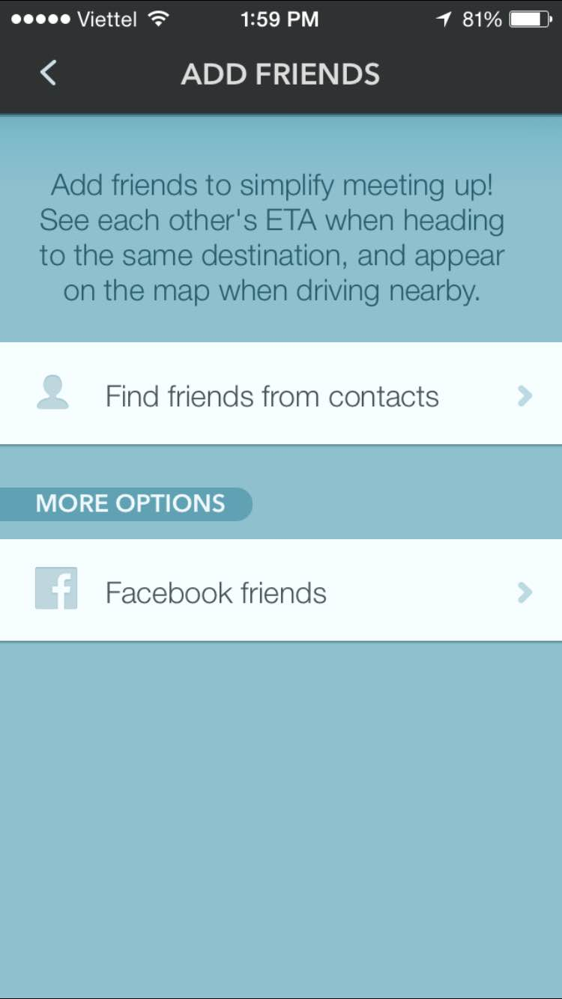 Viettel 1:59 PM 81%
ADD FRIENDS
Add friends to simplify meeting up!
See each other's ETA when heading
to the same destination, and appear
on the map when driving nearby.
Find friends from contacts
MORE OPTIONS
Facebook friends